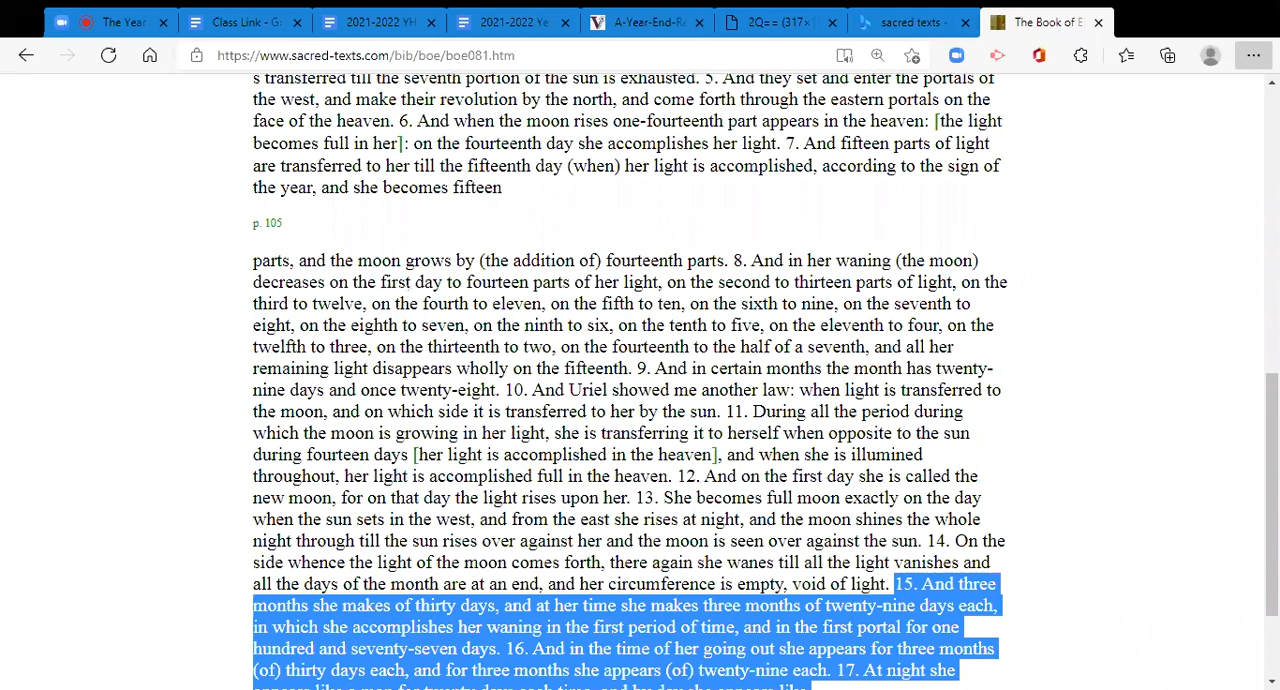 The Year
Class Link - G
2021-2022 YH
2021-2022 Ye
A-Year-End-Re
2Q== (317×
sacred texts -
The Book of E
https://www.sacred-texts.com/bib/boe/boe081.htm
s transferred till the seventh portion of the sun is exhausted. 5. And they set and enter the portals of
the west, and make their revolution by the north, and come forth through the eastern portals on the
face of the heaven. 6. And when the moon rises one-fourteenth part appears in the heaven: [the light
becomes full in her]: on the fourteenth day she accomplishes her light. 7. And fifteen parts of light
are transferred to her till the fifteenth day (when) her light is accomplished, according to the sign of
the year, and she becomes fifteen
p. 105
parts, and the moon grows by (the addition of) fourteenth parts. 8. And in her waning (the moon)
decreases on the first day to fourteen parts of her light, on the second to thirteen parts of light, on the
third to twelve, on the fourth to eleven, on the fifth to ten, on the sixth to nine, on the seventh to
eight, on the eighth to seven, on the ninth to six, on the tenth to five, on the eleventh to four, on the
twelfth to three, on the thirteenth to two, on the fourteenth to the half of a seventh, and all her
remaining light disappears wholly on the fifteenth. 9. And in certain months the month has twenty-
nine days and once twenty-eight. 10. And Uriel showed me another law: when light is transferred to
the moon, and on which side it is transferred to her by the sun. 11. During all the period during
which the moon is growing in her light, she is transferring it to herself when opposite to the sun
during fourteen days [her light is accomplished in the heaven], and when she is illumined
throughout, her light is accomplished full in the heaven. 12. And on the first day she is called the
new moon, for on that day the light rises upon her. 13. She becomes full moon exactly on the day
when the sun sets in the west, and from the east she rises at night, and the moon shines the whole
night through till the sun rises over against her and the moon is seen over against the sun. 14. On the
side whence the light of the moon comes forth, there again she wanes till all the light vanishes and
all the days of the month are at an end, and her circumference is empty, void of light. 15. And three
months she makes of thirty days, and at her time she makes three months of twenty-nine days each,
in which she accomplishes her waning in the first period of time, and in the first portal for one
hundred and seventy-seven days. 16. And in the time of her going out she appears for three months
(of) thirty days each, and for three months she appears (of) twenty-nine each. 17. At night she
appears like a man for twenty days each time, and by day she appears like